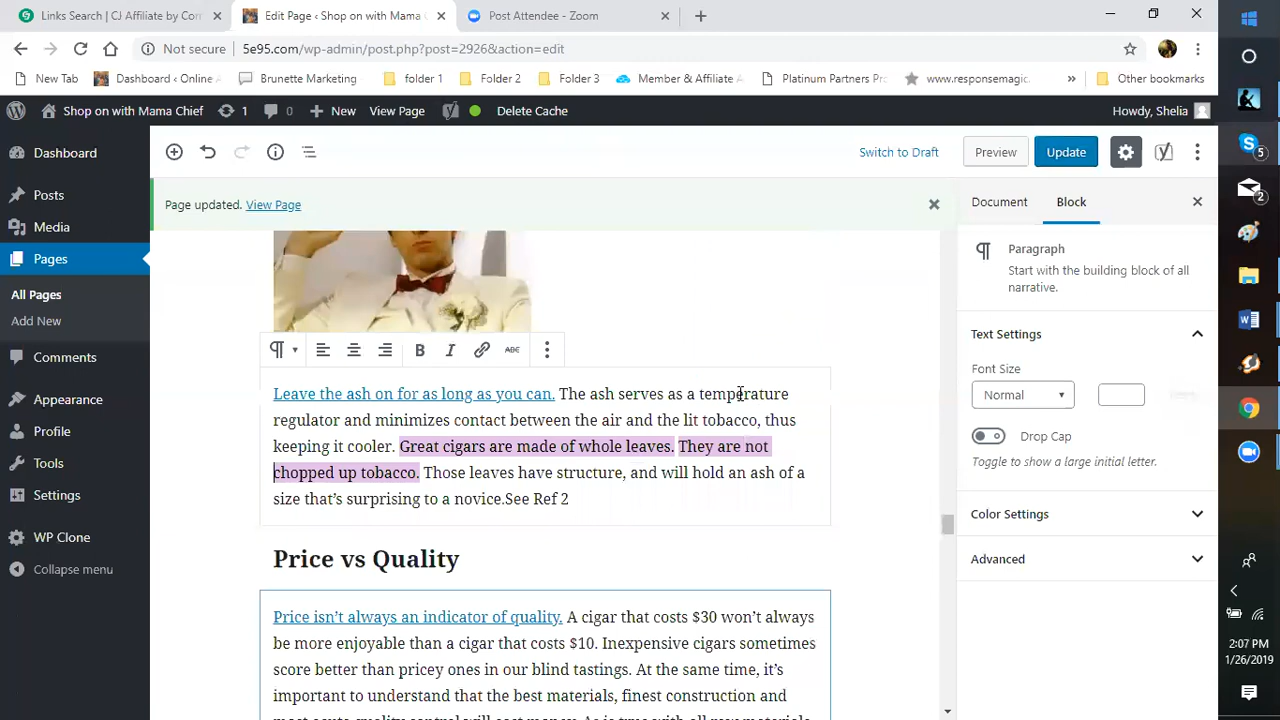 Links Search | CJ Affiliate by Con
Edit Page ‹ Shop on with Mama
Post Attendee - Zoom
Not secure
5e95.com/wp-admin/post.php?post=2926&action=edit
New Tab
Dashboard ‹ Online
Brunette Marketing
folder 1
Folder 2
Folder 3
Member & Affiliate
Platinum Partners Pr
www.responsemagic.
»
Other bookmarks
Shop on with Mama Chief
1
0
New
View Page
Delete Cache
Howdy, Shelia
Dashboard
Posts
Media
Pages
All Pages
Add New
Comments
Appearance
Profile
Tools
Settings
WP Clone
Collapse menu
Switch to Draft
Preview
Update
Page updated. View Page
B
I
ABC
Leave the ash on for as long as you can. The ash serves as a temperature
regulator and minimizes contact between the air and the lit tobacco, thus
keeping it cooler. Great cigars are made of whole leaves. They are not
chopped up tobacco. Those leaves have structure, and will hold an ash of a
size that's surprising to a novice.See Ref 2
Price vs Quality
Price isn't always an indicator of quality. A cigar that costs $30 won't always
be more enjoyable than a cigar that costs $10. Inexpensive cigars sometimes
score better than pricey ones in our blind tastings. At the same time, it's
important to understand that the best materials, finest construction and
Document
Block
Paragraph
Start with the building block of all
narrative.
Text Settings
Font Size
Normal
Drop Cap
Toggle to show a large initial letter.
Color Settings
Advanced
5
2
2:07 PM
1/26/2019